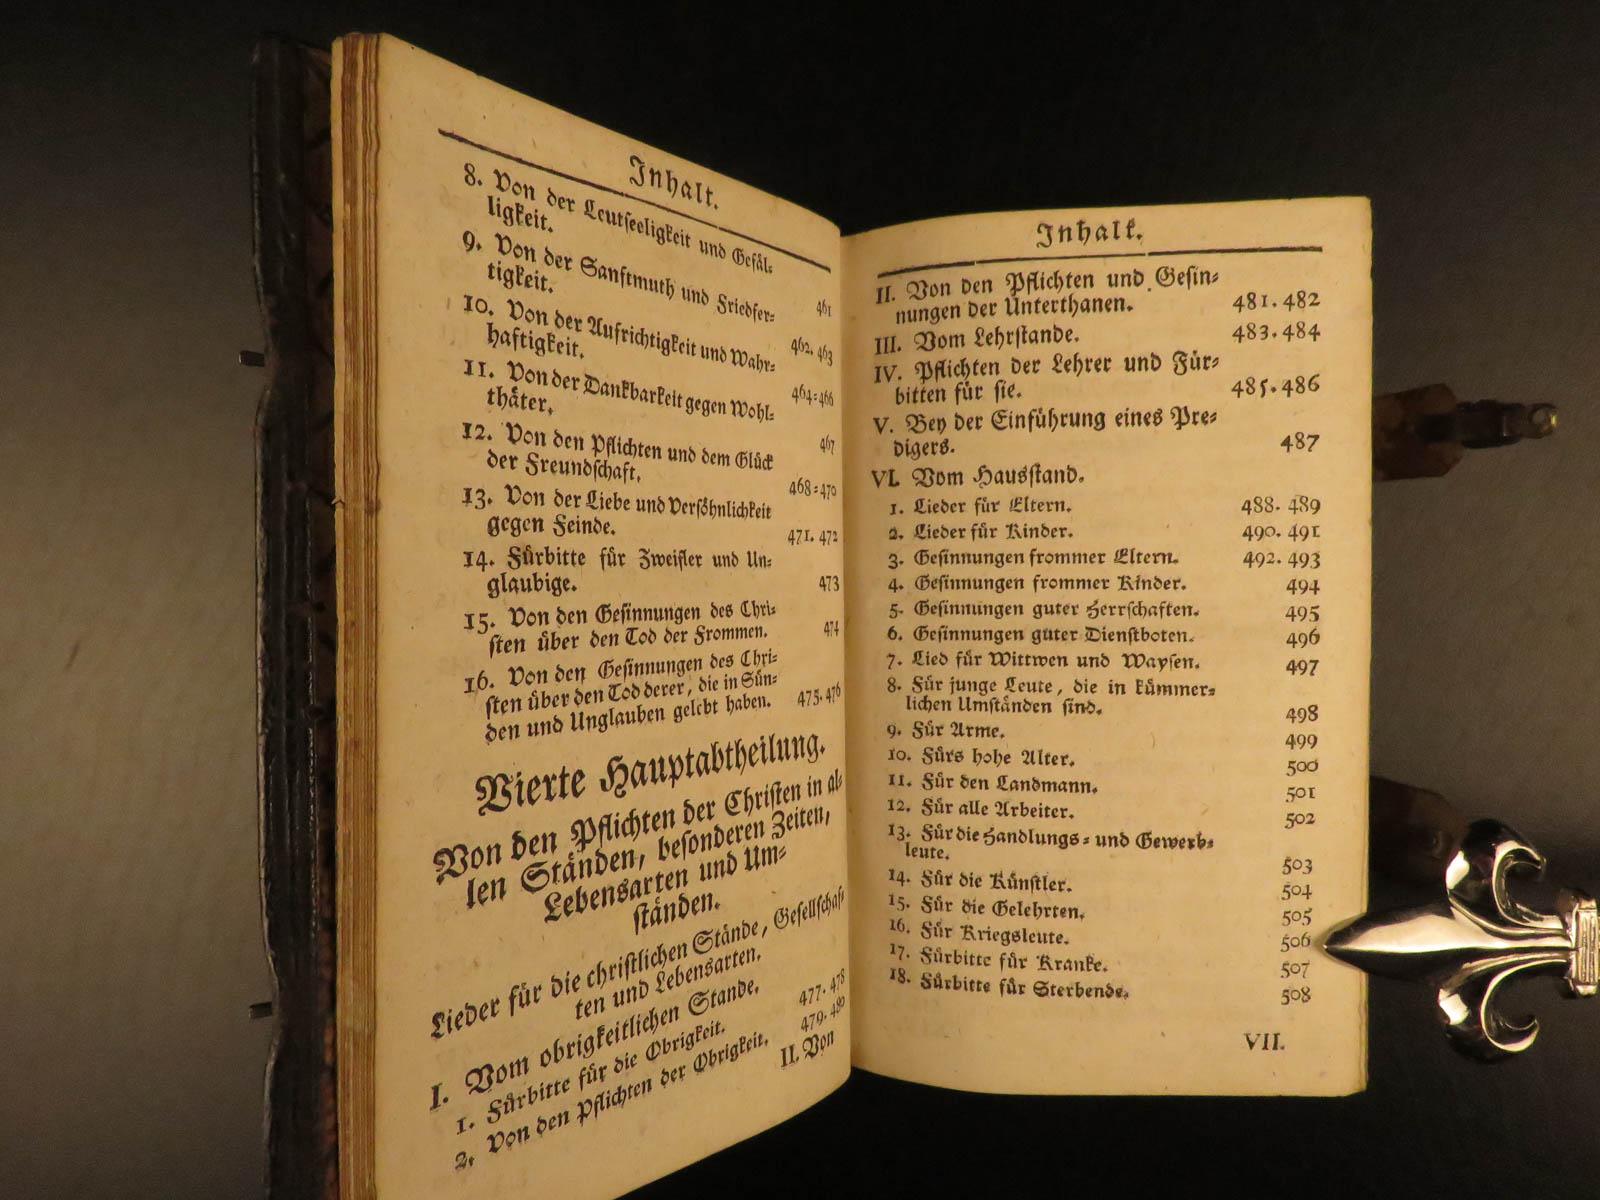 Inhalt.
8. Von der Leutseeligkeit und Gefäl-
ligkeit. 461
9. Von der Sanftmuth und Friedfer-
tigkeit. 462. 463
10. Von der Aufrichtigkeit und Wahr-
haftigkeit. 464-466
11. Von der Dankbarkeit gegen Wohl-
thäter. 467
12. Von den Pflichten und dem Glück
der Freundschaft. 468-470
13. Von der Liebe und Versöhnlichkeit
gegen Feinde. 471. 472
14. Fürbitte für Zweifler und Un-
glaubige. 473
15. Von den Gesinnungen des Chri-
sten über den Tod der Frommen. 474
16. Von den Gesinnungen des Chri-
sten über den Tod derer, die in Sün-
den und Unglauben gelebt haben. 475. 476
Vierte Hauptabtheilung.
Von den Pflichten der Christen in al-
len Ständen, besonderen Zeiten,
Lebensarten und Um-
ständen.
Lieder für die christlichen Stände, Gesellschaf-
ten und Lebensarten.
I. Vom obrigkeitlichen Stande.
1. Fürbitte für die Obrigkeit. 477. 478
2. Von den Pflichten der Obrigkeit. 479. 480
II. Von
Inhalt.
II. Von den Pflichten und Gesin-
nungen der Unterthanen. 481. 482
III. Vom Lehrstande. 483. 484
IV. Pflichten der Lehrer und Für-
bitten für sie. 485. 486
V. Bey der Einführung eines Pre-
digers. 487
VI. Vom Hausstand.
1. Lieder für Eltern. 488. 489
2. Lieder für Kinder. 490. 491
3. Gesinnungen frommer Eltern. 492. 493
4. Gesinnungen frommer Kinder. 494
5. Gesinnungen guter Herrschaften. 495
6. Gesinnungen guter Dienstboten. 496
7. Lied für Wittwen und Waysen. 497
8. Für junge Leute, die in kümmer-
lichen Umständen sind. 498
9. Für Arme. 499
10. Fürs hohe Alter. 500
11. Für den Landmann. 501
12. Für alle Arbeiter. 502
13. Für die Handlungs- und Gewerb-
leute. 503
14. Für die Künstler. 504
15. Für die Gelehrten. 505
16. Für Kriegsleute. 506
17. Fürbitte für Kranke. 507
18. Fürbitte für Sterbende. 508
VII.